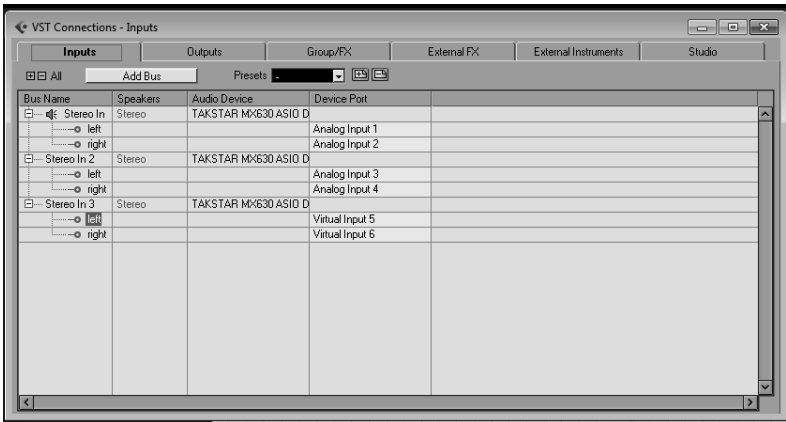 VST Connections - Inputs
Inputs Outputs Group/FX External FX External Instruments Studio
All Add Bus Presets -
Bus Name Speakers Audio Device Device Port
Stereo In Stereo TAKSTAR MX630 ASIO D
left Analog Input 1
right Analog Input 2
Stereo In 2 Stereo TAKSTAR MX630 ASIO D
left Analog Input 3
right Analog Input 4
Stereo In 3 Stereo TAKSTAR MX630 ASIO D
left Virtual Input 5
right Virtual Input 6